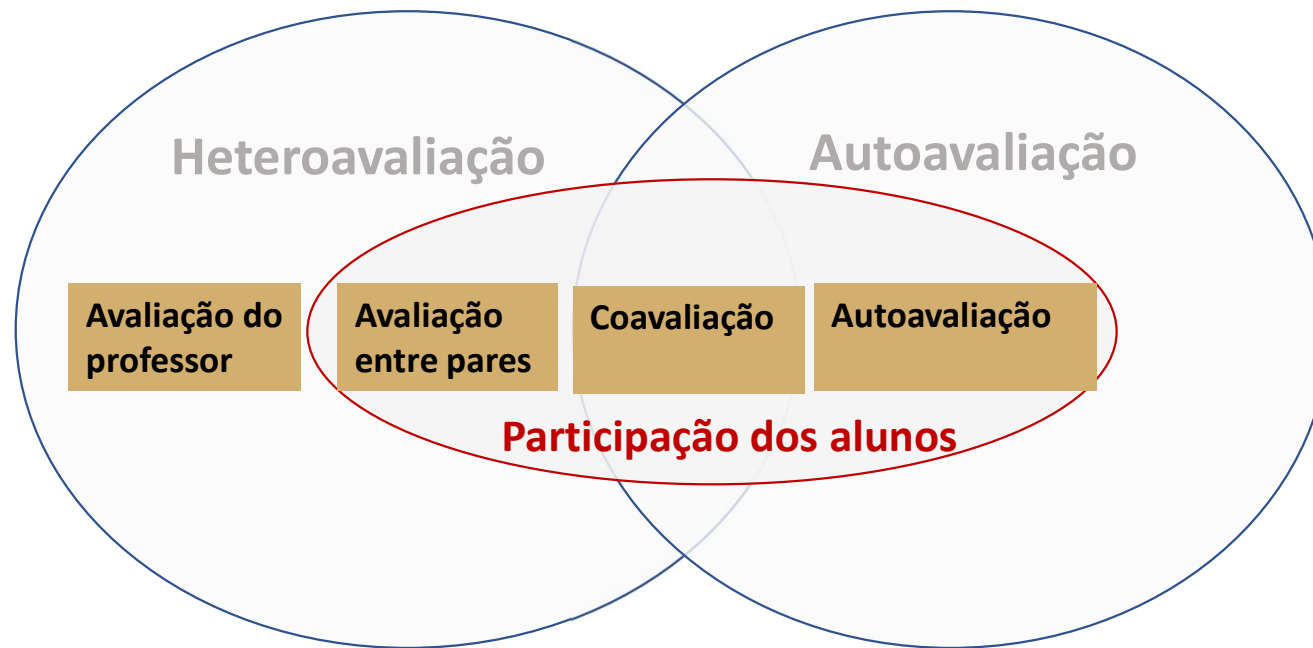 Heteroavaliação
Autoavaliação
Avaliação do
professor
Avaliação
entre pares
Coavaliação
Autoavaliação
Participação dos alunos